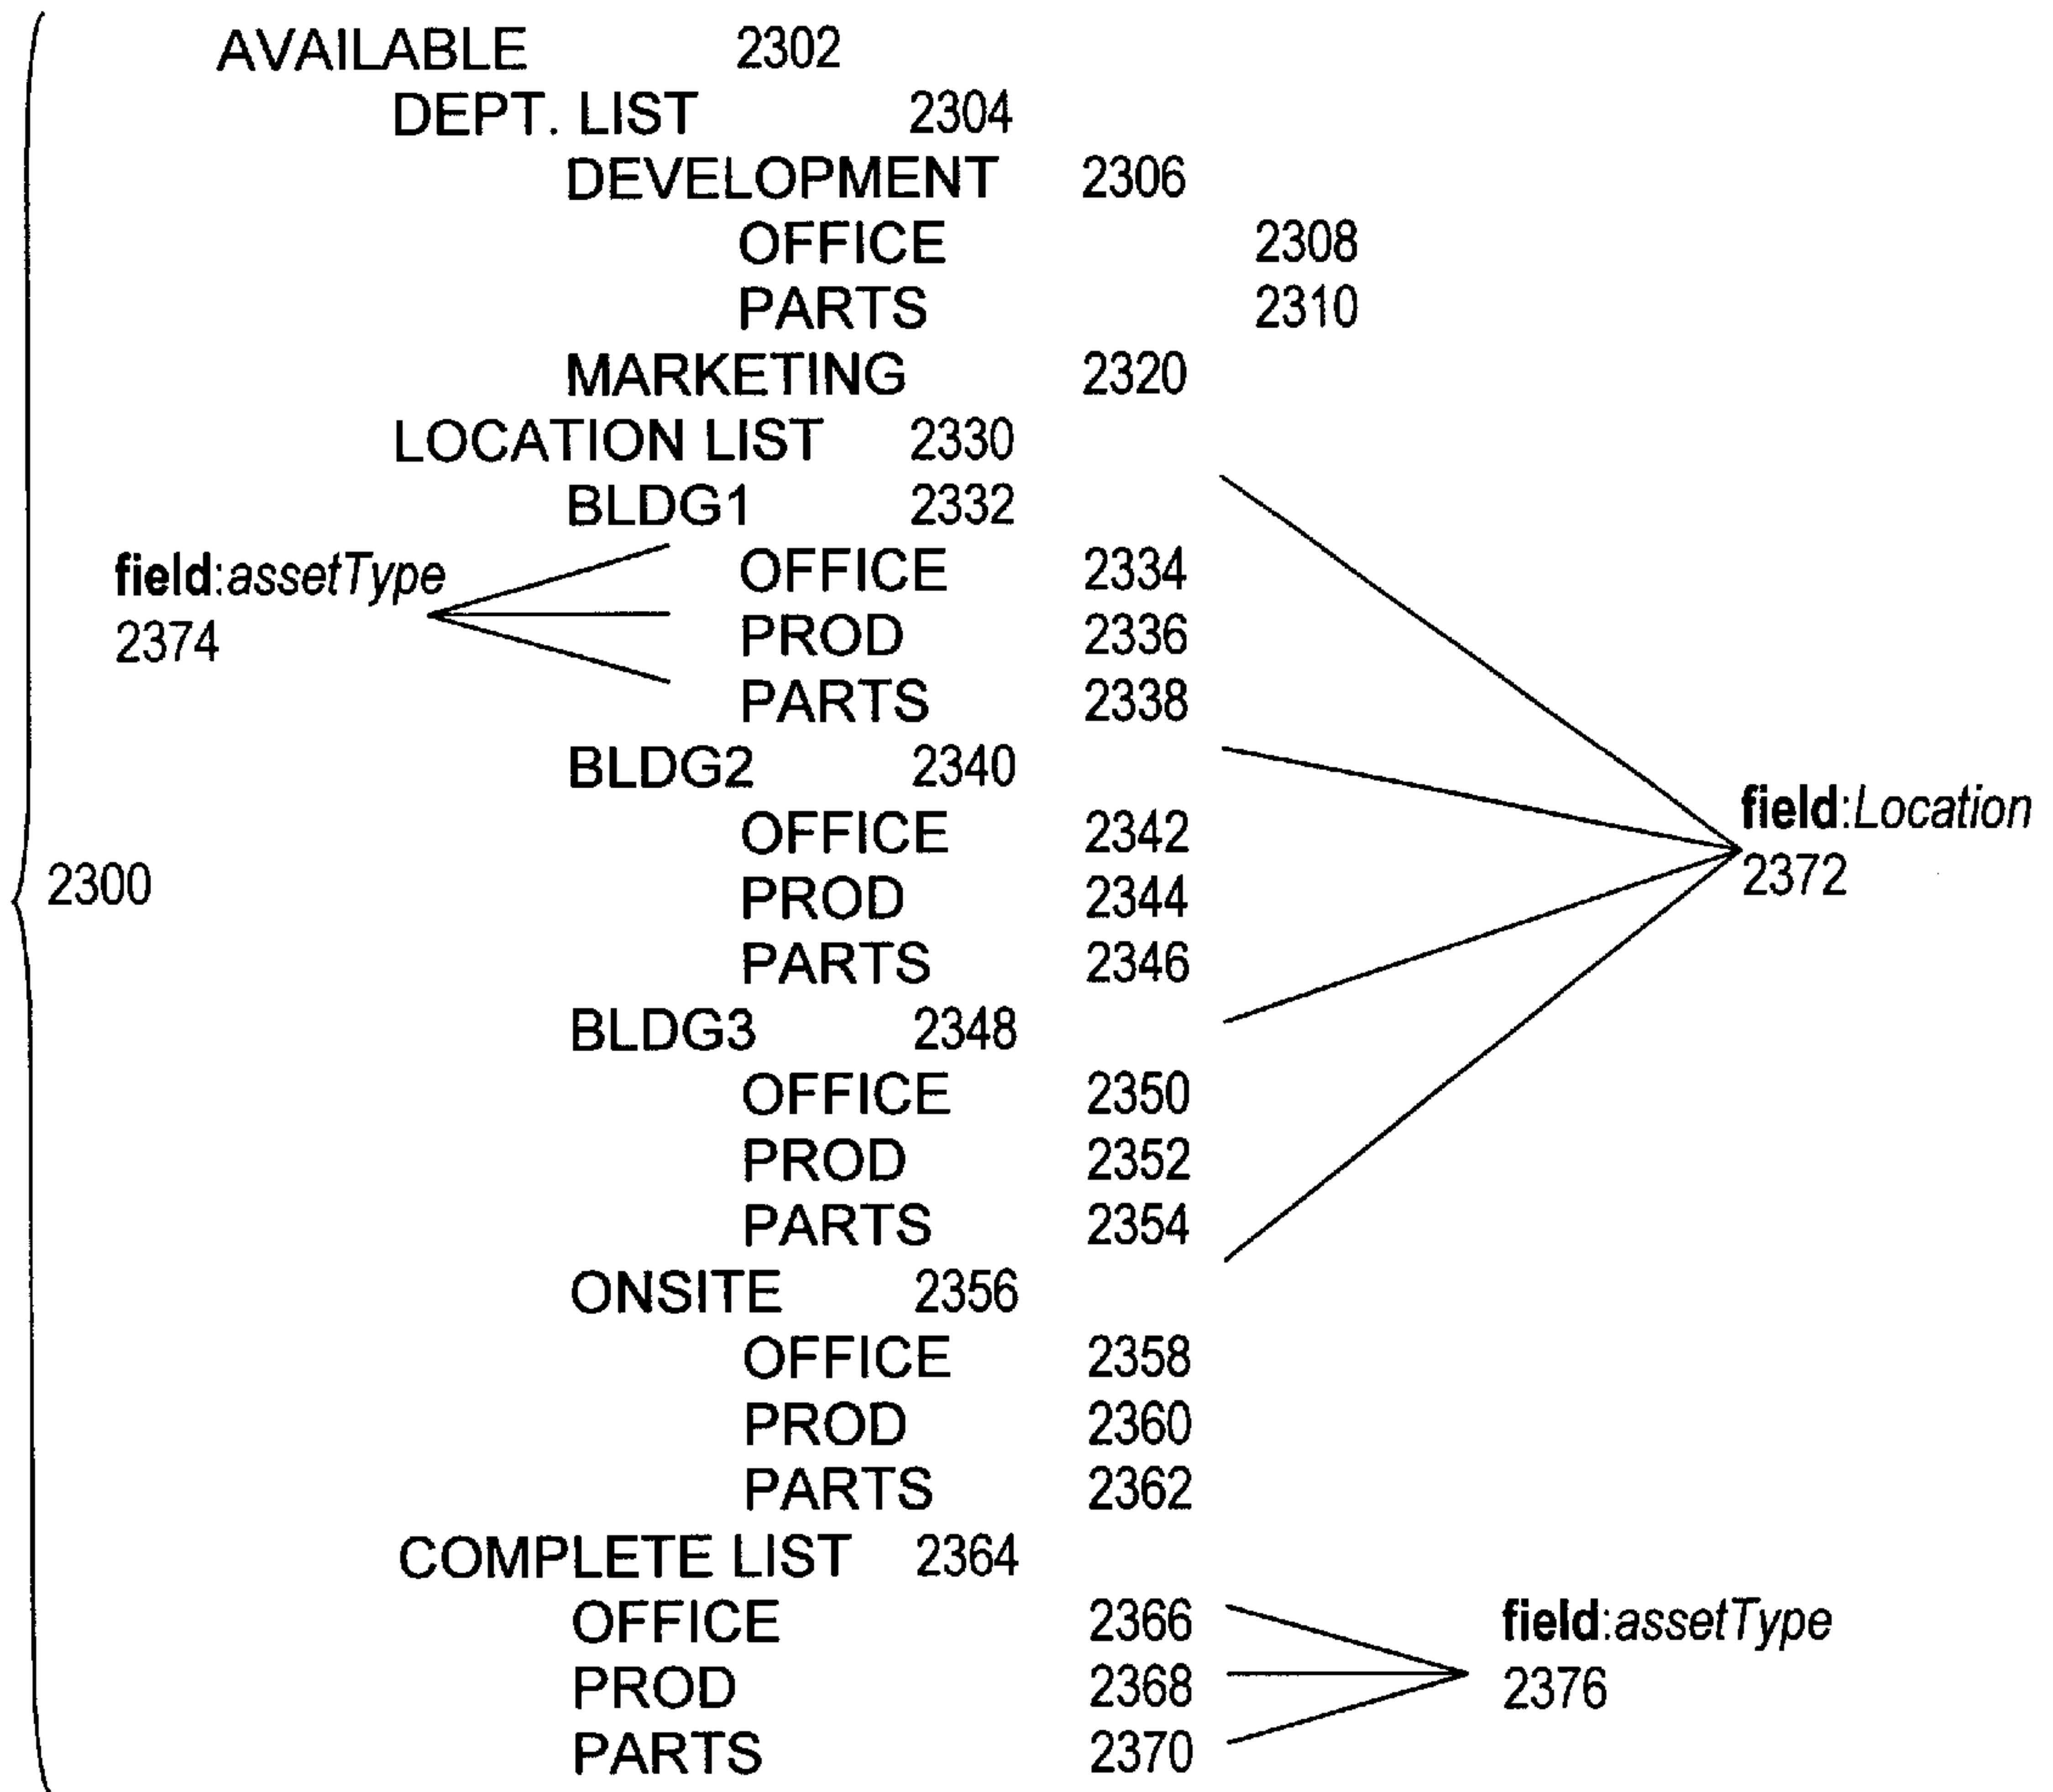 AVAILABLE 2302
DEPT. LIST 2304
DEVELOPMENT 2306
OFFICE 2308
PARTS 2310
MARKETING 2320
LOCATION LIST 2330
BLDG1 2332
field:assetType
2374
OFFICE 2334
PROD 2336
PARTS 2338
BLDG2 2340
field:Location
2372
OFFICE 2342
2300
PROD 2344
PARTS 2346
BLDG3 2348
OFFICE 2350
PROD 2352
PARTS 2354
ONSITE 2356
OFFICE 2358
PROD 2360
PARTS 2362
COMPLETE LIST 2364
OFFICE 2366
PROD 2368
PARTS 2370
field:assetType
2376